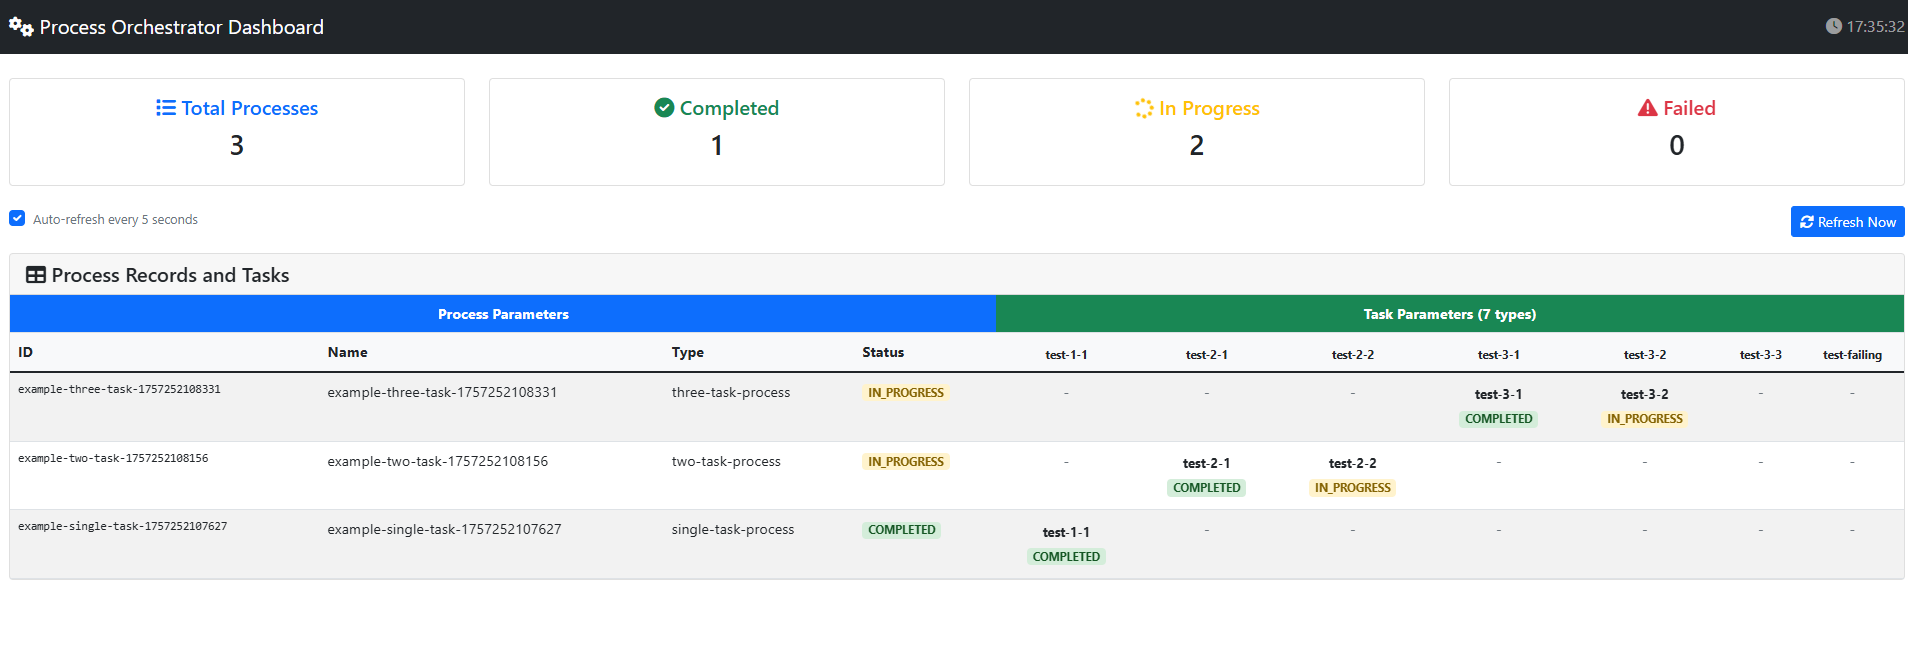 Process Orchestrator Dashboard 17:35:32
Total Processes
3
Completed
1
In Progress
2
Failed
0
Auto-refresh every 5 seconds
Refresh Now
Process Records and Tasks
Process Parameters Task Parameters (7 types)
ID Name Type Status test-1-1 test-2-1 test-2-2 test-3-1 test-3-2 test-3-3 test-failing
example-three-task-1757252108331 example-three-task-1757252108331 three-task-process IN_PROGRESS - - - test-3-1 test-3-2 - -
COMPLETED IN_PROGRESS
example-two-task-1757252108156 example-two-task-1757252108156 two-task-process IN_PROGRESS - test-2-1 test-2-2 - - - -
COMPLETED IN_PROGRESS
example-single-task-1757252107627 example-single-task-1757252107627 single-task-process COMPLETED test-1-1 - - - - - -
COMPLETED